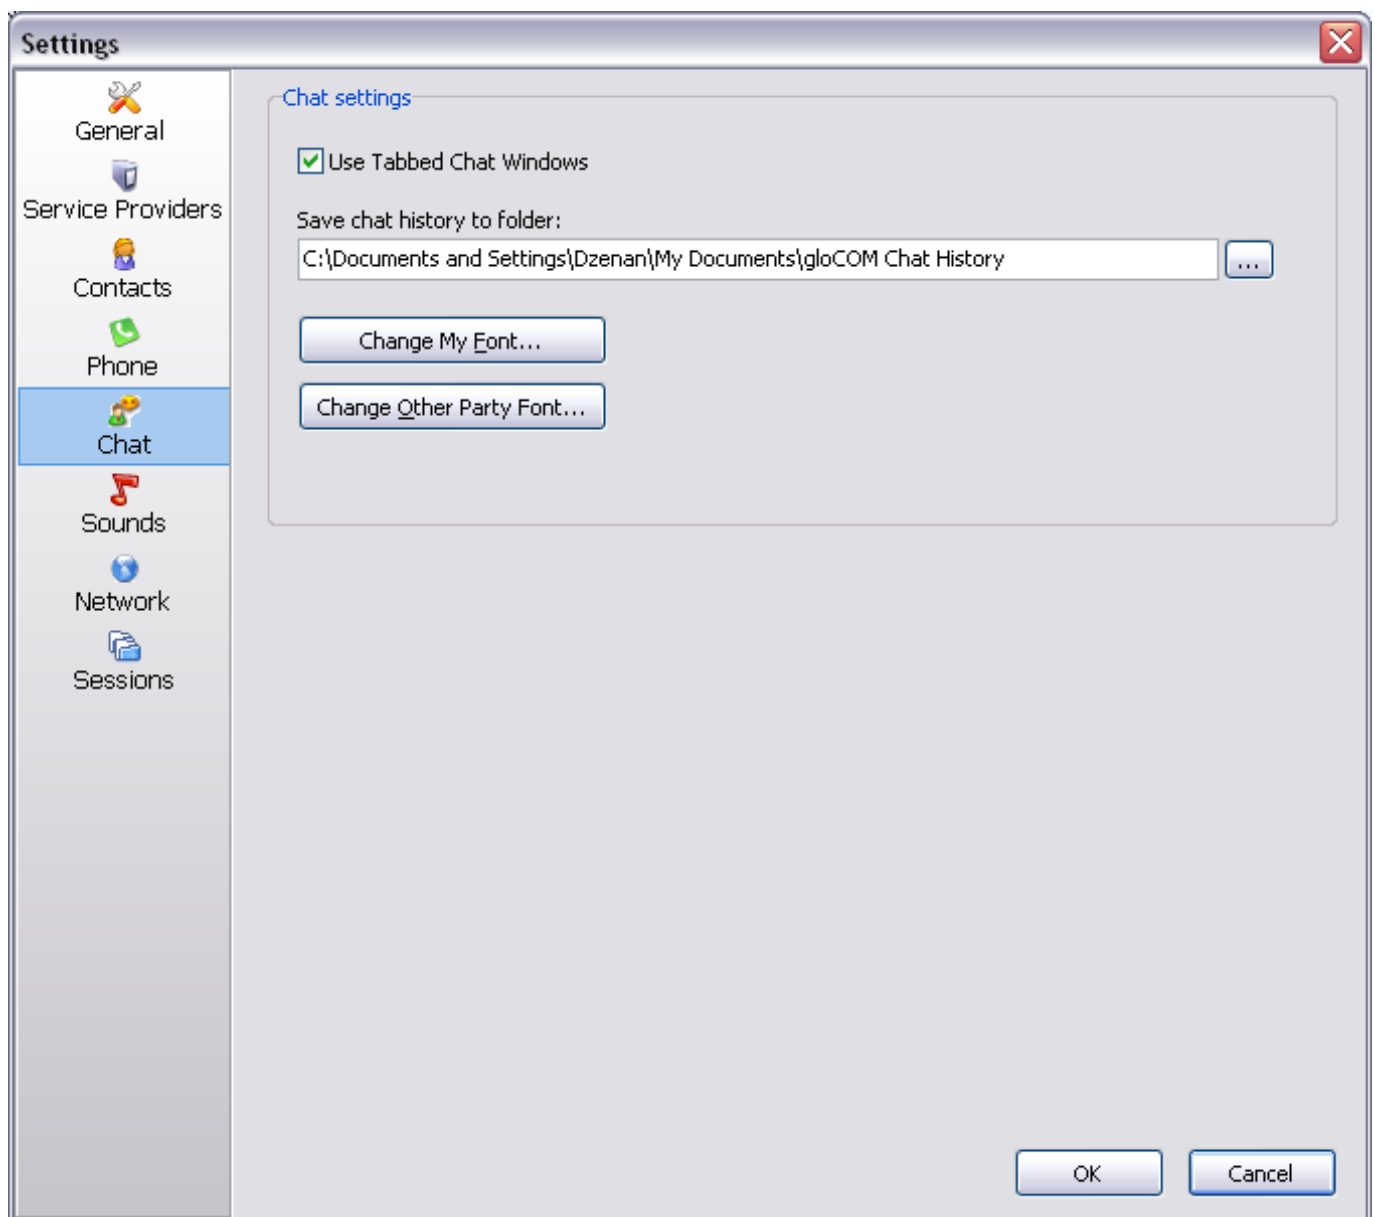 Settings
General
Service Providers
Contacts
Phone
Chat
Sounds
Network
Sessions
Chat settings
Use Tabbed Chat Windows
Save chat history to folder:
C:\Documents and Settings\Dzenan\My Documents\gloCOM Chat History
...
Change My Font...
Change Other Party Font...
OK
Cancel